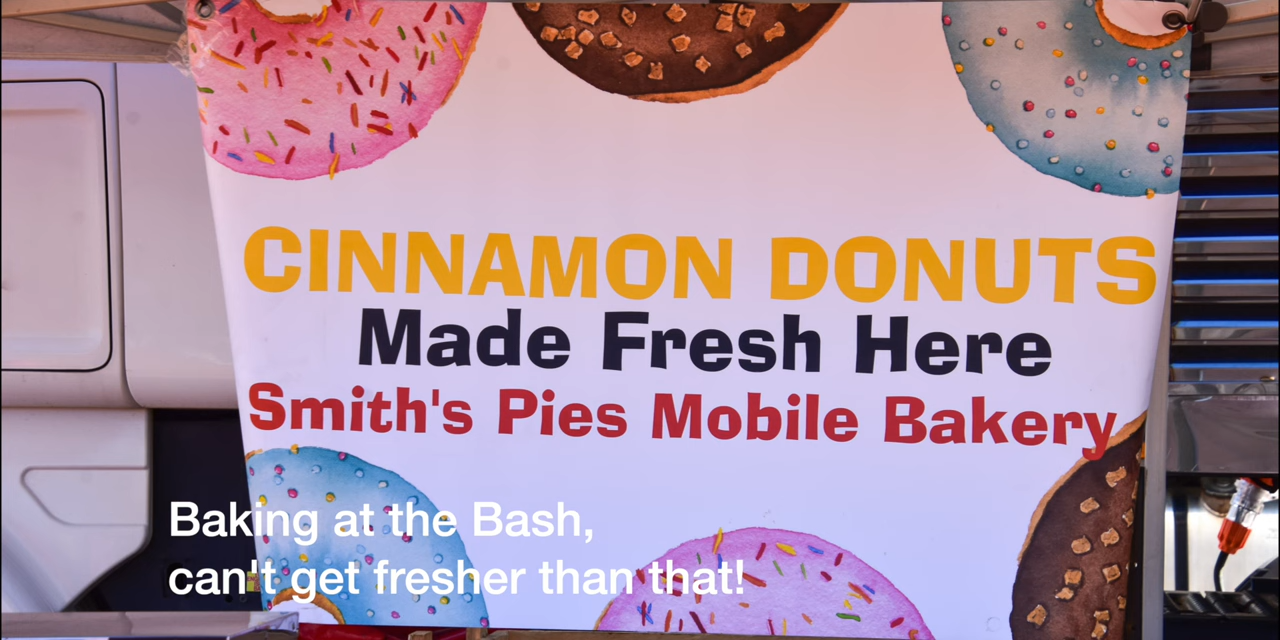 CINNAMON DONUTS
Made Fresh Here
Smith's Pies Mobile Bakery
Baking at the Bash,
can't get fresher than that!